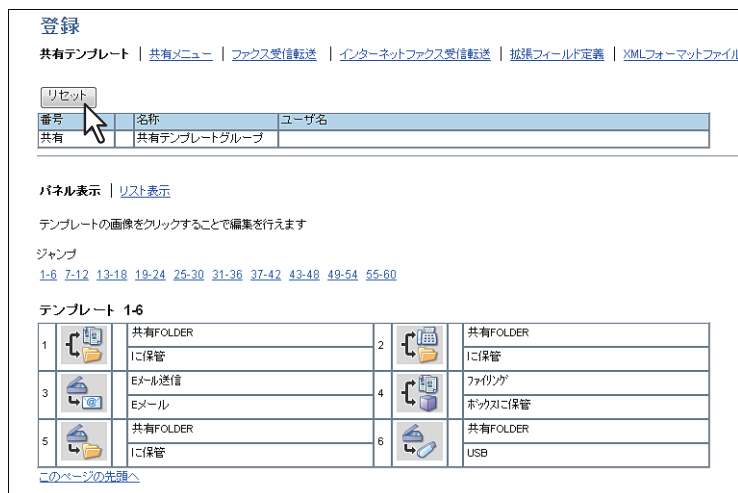 登録
共有テンプレート | 共有メニュー | ファクス受信転送 | インターネットファクス受信転送 | 拡張フィールド定義 | XMLフォーマットファイル
リセット
番号 名称 ユーザ名
共有 共有テンプレートグループ
パネル表示 | リスト表示
テンプレートの画像をクリックすることで編集を行えます
ジャンプ
1-6 7-12 13-18 19-24 25-30 31-36 37-42 43-48 49-54 55-60
テンプレート 1-6
1 共有FOLDER
に保管
2 共有FOLDER
に保管
3 Eメール送信
Eメール
4 ファイリング
ボックスに保管
5 共有FOLDER
に保管
6 共有FOLDER
USB
このページの先頭へ